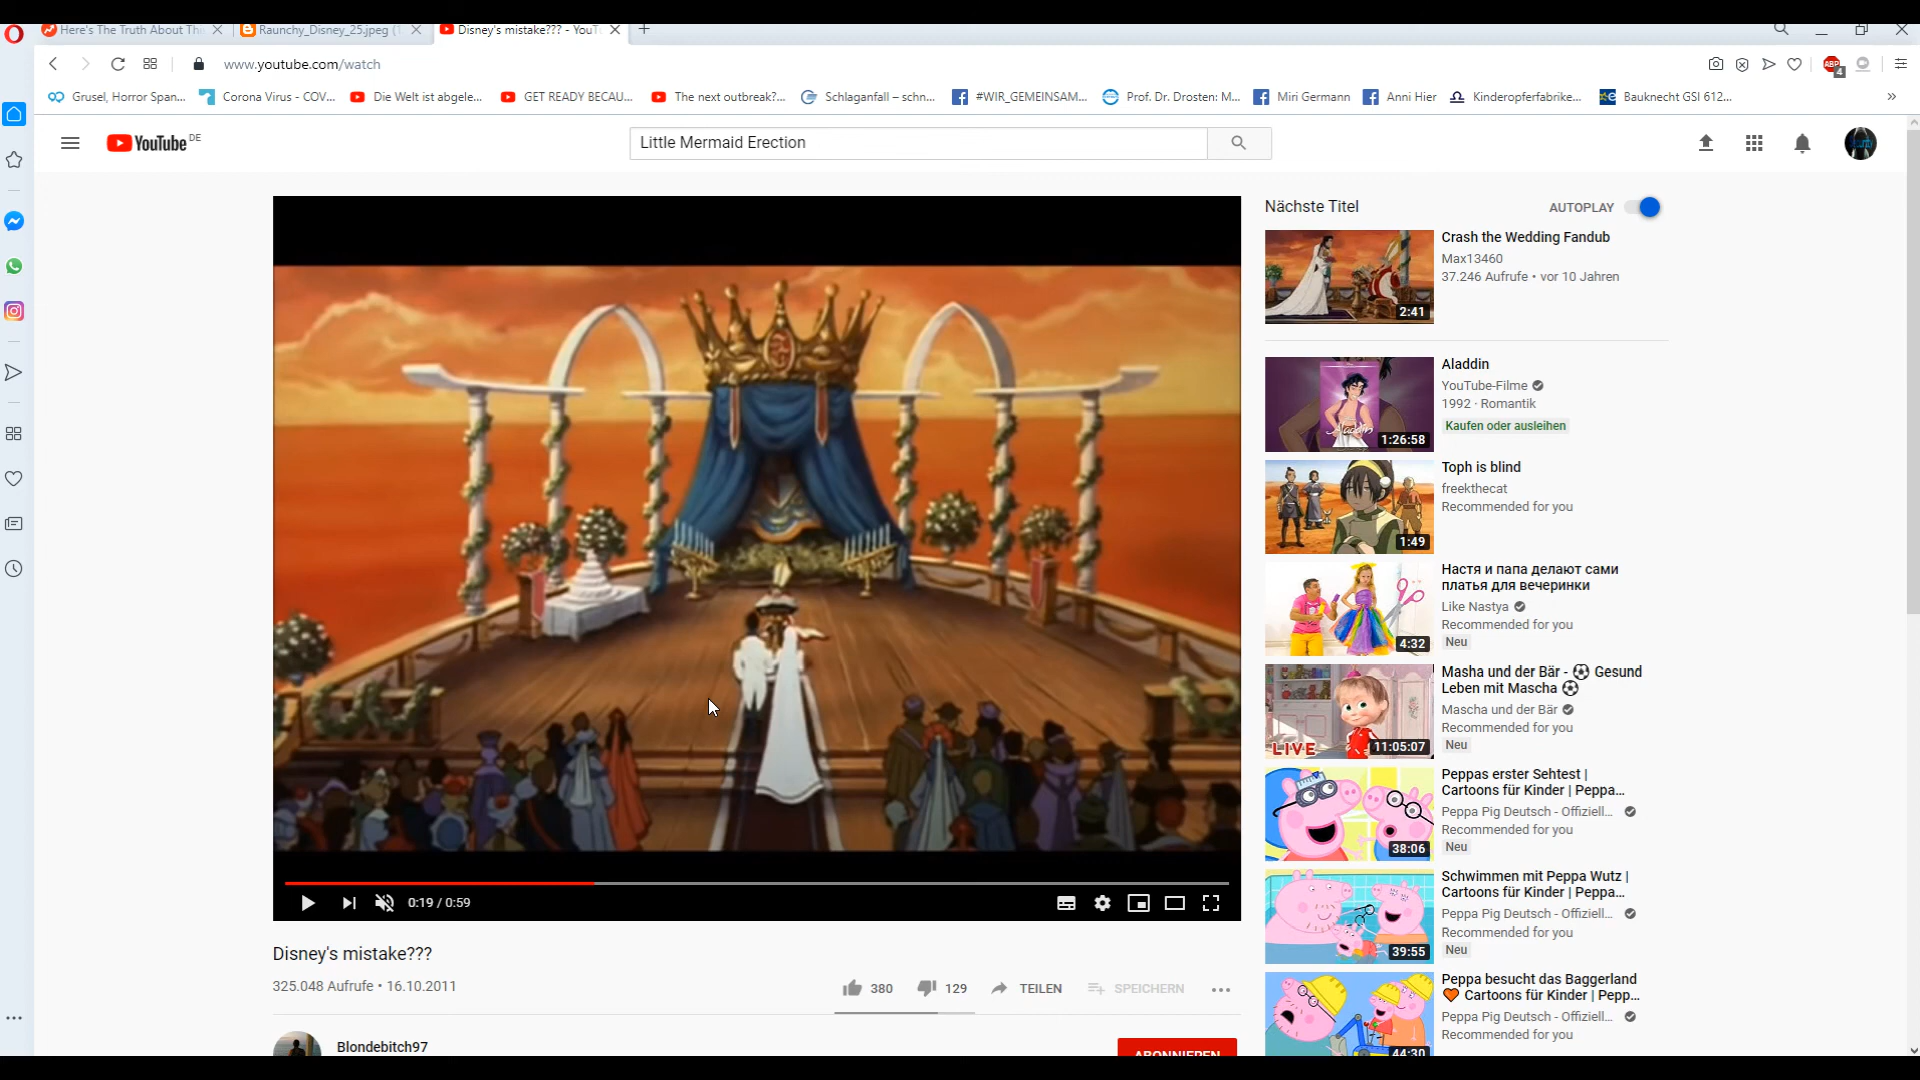 Here's The Truth About Thi
Raunchy_Disney_25.jpeg (1
Disney's mistake??? - YouT
www.youtube.com/watch
Grusel, Horror Span...
Corona Virus - COV...
Die Welt ist abgele...
GET READY BECAU...
The next outbreak?...
Schlaganfall – schn...
#WIR_GEMEINSAM...
Prof. Dr. Drosten: M...
Miri Germann
Anni Hier
Kinderopferfabrike...
Bauknecht GSI 612...
ABP
4
YouTube DE
Little Mermaid Erection
Nächste Titel
AUTOPLAY
Crash the Wedding Fandub
Max13460
37.246 Aufrufe • vor 10 Jahren
2:41
Aladdin
YouTube-Filme
1992 · Romantik
Kaufen oder ausleihen
Aladdin
1:26:58
Toph is blind
freekthecat
Recommended for you
1:49
Настя и папа делают сами
платья для вечеринки
Like Nastya
Recommended for you
Neu
4:32
Masha und der Bär - ⚽ Gesund
Leben mit Mascha ⚽
Mascha und der Bär
Recommended for you
Neu
LIVE
11:05:07
Peppas erster Sehtest |
Cartoons für Kinder | Peppa...
Peppa Pig Deutsch - Offiziell...
Recommended for you
Neu
38:06
Schwimmen mit Peppa Wutz |
Cartoons für Kinder | Peppa...
Peppa Pig Deutsch - Offiziell...
Recommended for you
Neu
39:55
Peppa besucht das Baggerland
🧡 Cartoons für Kinder | Pepp...
Peppa Pig Deutsch - Offiziell...
Recommended for you
44:30
0:19 / 0:59
Disney's mistake???
325.048 Aufrufe • 16.10.2011
380
129
TEILEN
SPEICHERN
Blondebitch97
ABONNIEREN